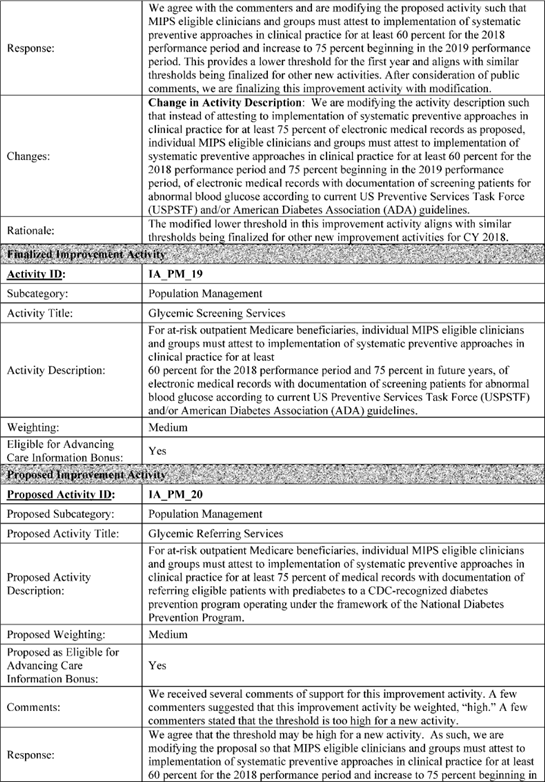 We agree with the commenters and are modifying the proposed activity such that
MIPS eligible clinicians and groups must attest to implementation of systematic
preventive approaches in clinical practice for at least 60 percent for the 2018
Response: performance period and increase to 75 percent beginning in the 2019 performance
period. This provides a lower threshold for the first year and aligns with similar
thresholds being finalized for other new activities. After consideration of public
comments, we are finalizing this improvement activity with modification.
Change in Activity Description: We are modifying the activity description such
that instead of attesting to implementation of systematic preventive approaches in
clinical practice for at least 75 percent of electronic medical records as proposed,
individual MIPS eligible clinicians and groups must attest to implementation of
Changes: systematic preventive approaches in clinical practice for at least 60 percent for the
2018 performance period and 75 percent beginning in the 2019 performance
period, of electronic medical records with documentation of screening patients for
abnormal blood glucose according to current US Preventive Services Task Force
(USPSTF) and/or American Diabetes Association (ADA) guidelines.
Rationale: The modified lower threshold in this improvement activity aligns with similar
thresholds being finalized for other new improvement activities for CY 2018.
Finalized Improvement Activity
Activity ID: IA_PM_19
Subcategory: Population Management
Activity Title: Glycemic Screening Services
For at-risk outpatient Medicare beneficiaries, individual MIPS eligible clinicians
and groups must attest to implementation of systematic preventive approaches in
clinical practice for at least
Activity Description: 60 percent for the 2018 performance period and 75 percent in future years, of
electronic medical records with documentation of screening patients for abnormal
blood glucose according to current US Preventive Services Task Force (USPSTF)
and/or American Diabetes Association (ADA) guidelines.
Weighting: Medium
Eligible for Advancing
Care Information Bonus: Yes
Proposed Improvement Activity
Proposed Activity ID: IA_PM_20
Proposed Subcategory: Population Management
Proposed Activity Title: Glycemic Referring Services
For at-risk outpatient Medicare beneficiaries, individual MIPS eligible clinicians
and groups must attest to implementation of systematic preventive approaches in
Proposed Activity clinical practice for at least 75 percent of medical records with documentation of
Description: referring eligible patients with prediabetes to a CDC-recognized diabetes
prevention program operating under the framework of the National Diabetes
Prevention Program.
Proposed Weighting: Medium
Proposed as Eligible for
Advancing Care Yes
Information Bonus:
We received several comments of support for this improvement activity. A few
Comments: commenters suggested that this improvement activity be weighted, “high.” A few
commenters stated that the threshold is too high for a new activity.
We agree that the threshold may be high for a new activity. As such, we are
Response: modifying the proposal so that MIPS eligible clinicians and groups must attest to
implementation of systematic preventive approaches in clinical practice for at least
60 percent for the 2018 performance period and increase to 75 percent beginning in